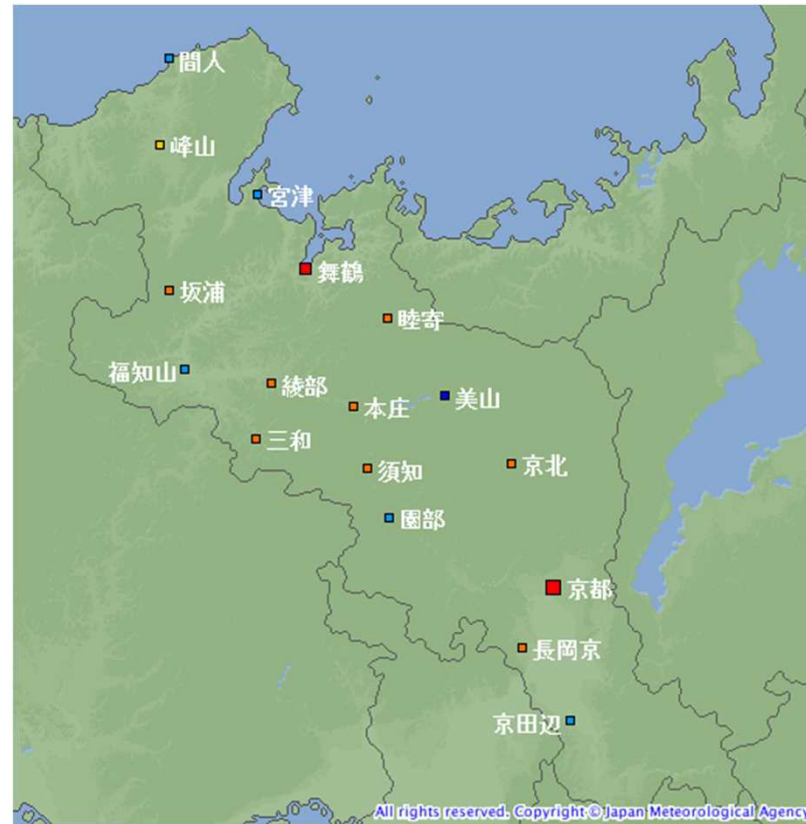 間人
峰山
宮津
舞鶴
坂浦
睦寄
福知山
綾部
美山
本庄
三和
京北
須知
園部
京都
長岡京
京田辺
All rights reserved. Copyright © Japan Meteorological Agency